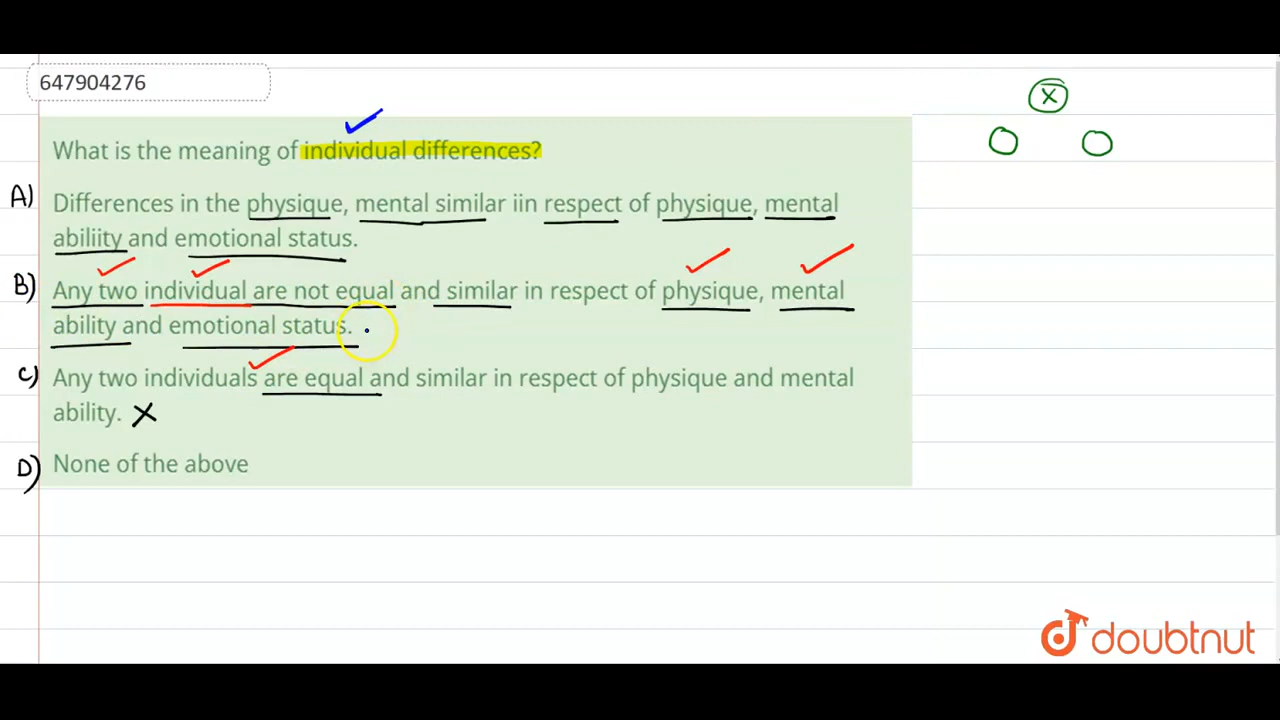 647904276
X
What is the meaning of individual differences?
A) Differences in the physique, mental similar iin respect of physique, mental
abiliity and emotional status.
B) Any two individual are not equal and similar in respect of physique, mental
ability and emotional status.
C) Any two individuals are equal and similar in respect of physique and mental
ability. X
D) None of the above
doubtnut